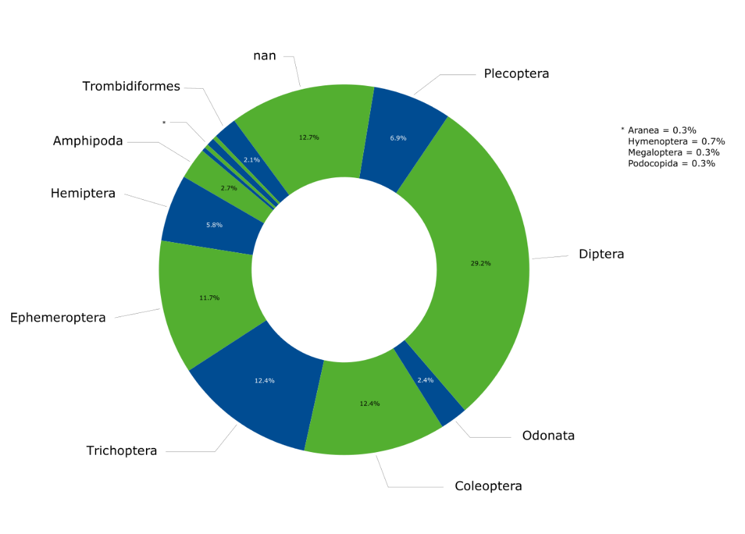 nan
Plecoptera
Trombidiformes
12.7%
6.9%
* Aranea = 0.3%
Hymenoptera = 0.7%
Megaloptera = 0.3%
Podocopida = 0.3%
*
Amphipoda
2.1%
2.7%
Hemiptera
5.8%
Diptera
29.2%
11.7%
Ephemeroptera
12.4%
2.4%
12.4%
Odonata
Trichoptera
Coleoptera